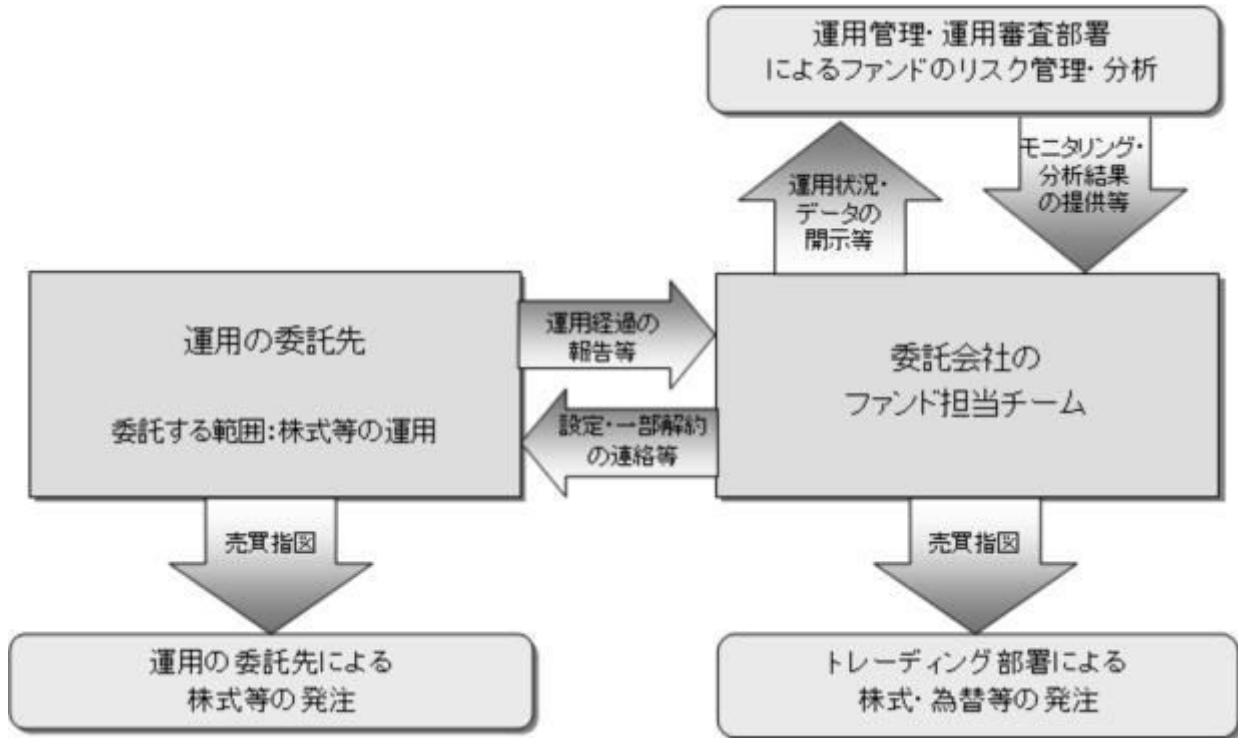 運用管理・運用審査部署
によるファンドのリスク管理・分析
運用状況・
データの
開示等
モニタリング・
分析結果
の提供等
運用の委託先
委託する範囲:株式等の運用
運用経過の
報告等
設定・一部解約
の連絡等
委託会社の
ファンド担当チーム
売買指図
売買指図
運用の委託先による
株式等の発注
トレーディング部署による
株式・為替等の発注